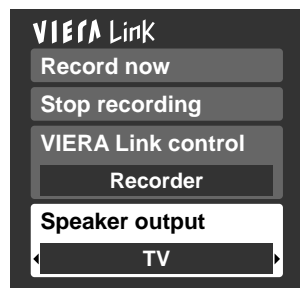 VIERA Link
Record now
Stop recording
VIERA Link control
Recorder
Speaker output
TV